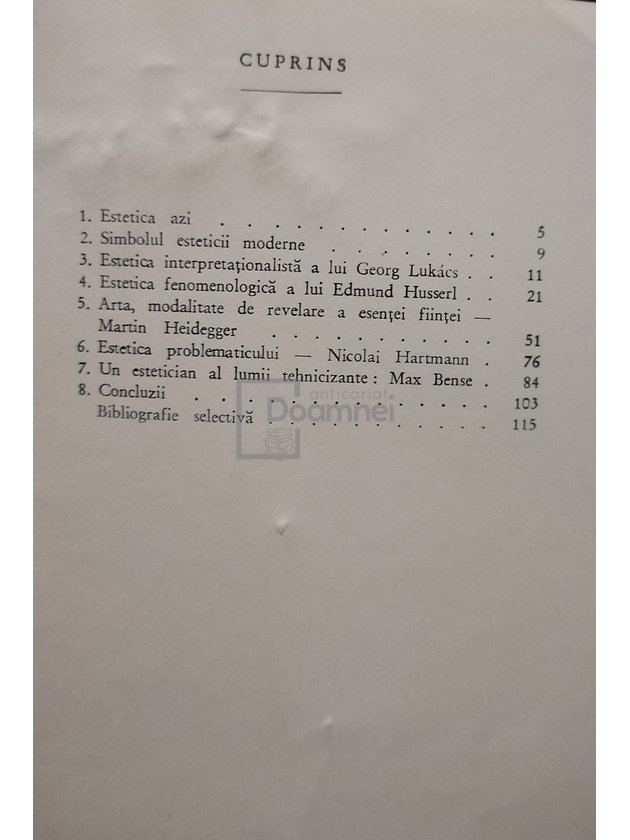 CUPRINS
1. Estetica azi . . . . . . . . . . . . 5
2. Simbolul esteticii moderne . . . . . . . 9
3. Estetica interpretaționalistă a lui Georg Lukács . . 11
4. Estetica fenomenologică a lui Edmund Husserl . . 21
5. Arta, modalitate de revelare a esenței ființei —
Martin Heidegger . . . . . . . . . . 51
6. Estetica problematicului — Nicolai Hartmann . 76
7. Un estetician al lumii tehnicizante : Max Bense . 84
8. Concluzii . . . . . . . . . . . . . 103
Bibliografie selectivă . . . . . . . . . . 115
anticariat
Doamnei